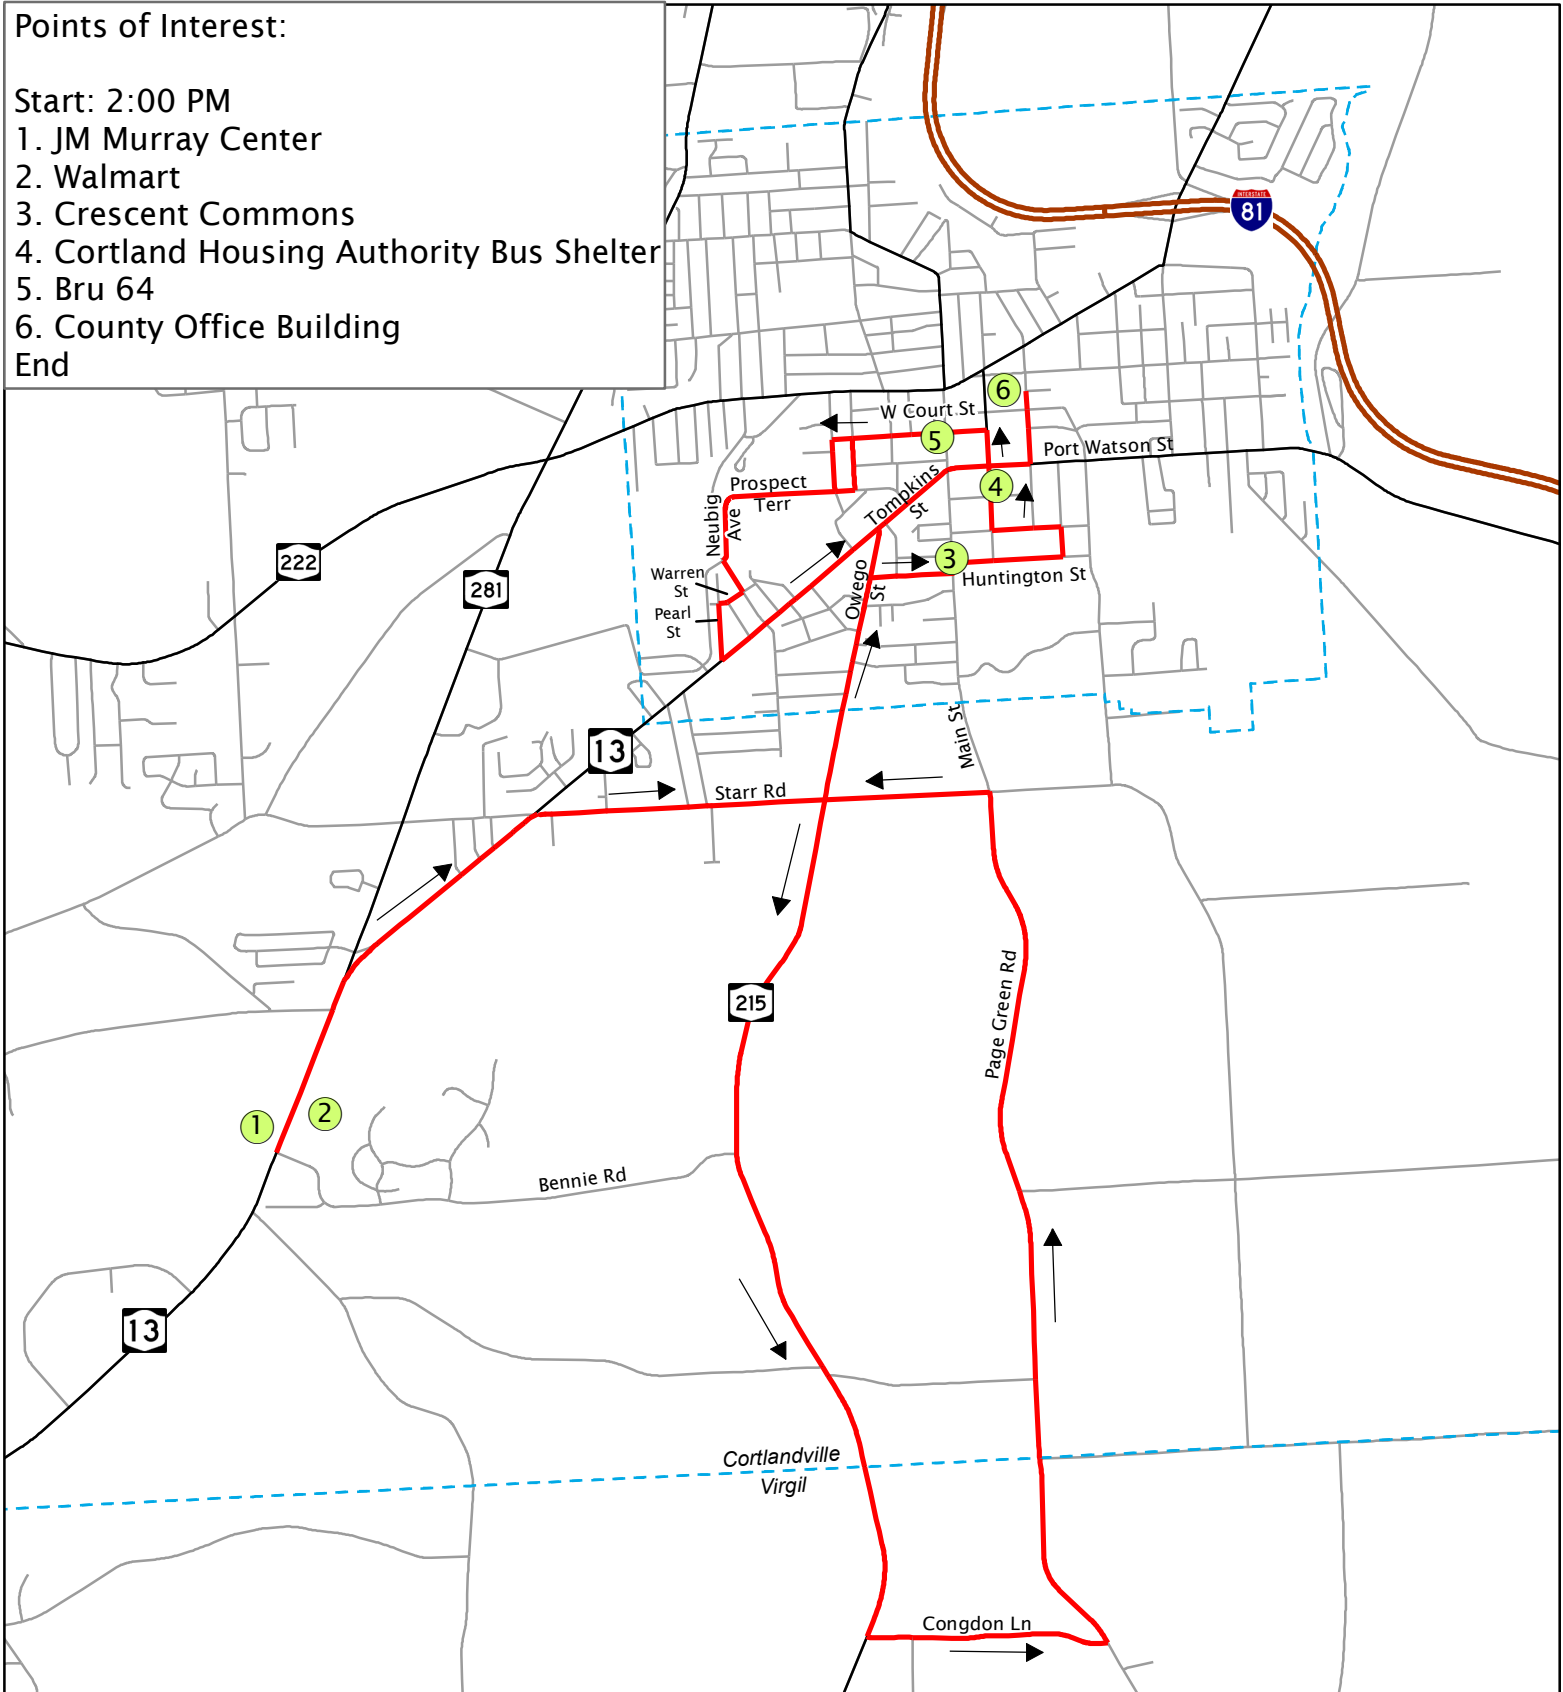 Points of Interest:
Start: 2:00 PM
1. JM Murray Center
2. Walmart
3. Crescent Commons
4. Cortland Housing Authority Bus Shelter
5. Bru 64
6. County Office Building
End
INTERSTATE
81
6
W Court St
5
Port Watson St
Prospect
Terr
Tompkins
St
4
Neubig
Ave
222
281
Warren
St
Pearl
St
Owego
St
3
Huntington St
13
Main St
Starr Rd
215
Page Green Rd
1
2
Bennie Rd
13
Cortlandville
Virgil
Congdon Ln